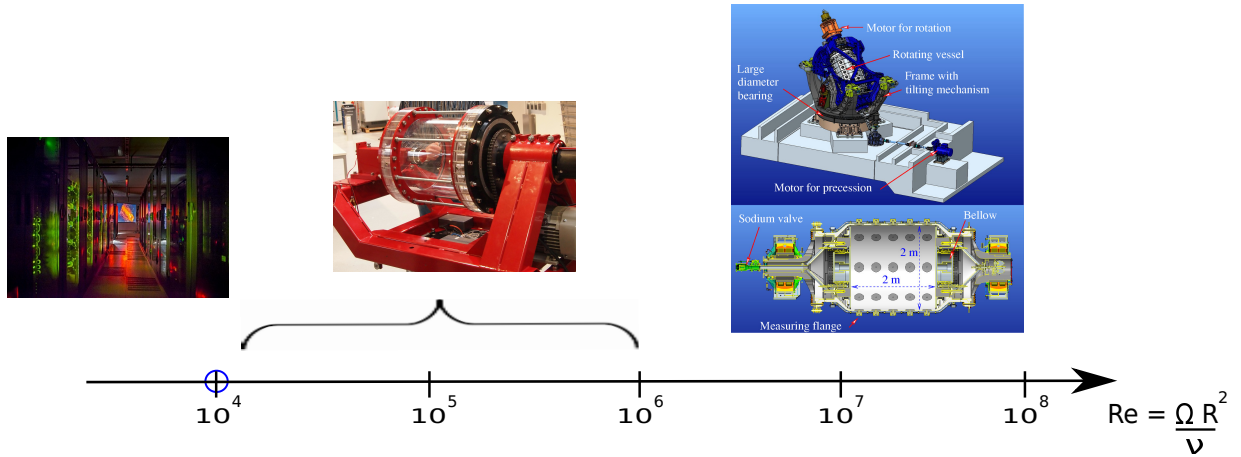 Motor for rotation
Rotating vessel
Large
diameter
bearing
Frame with
tilting mechanism
Motor for precession
Sodium valve
Bellow
2 m
2 m
Measuring flange
10^4
10^5
10^6
10^7
10^8
Re = Ω R^2
ν